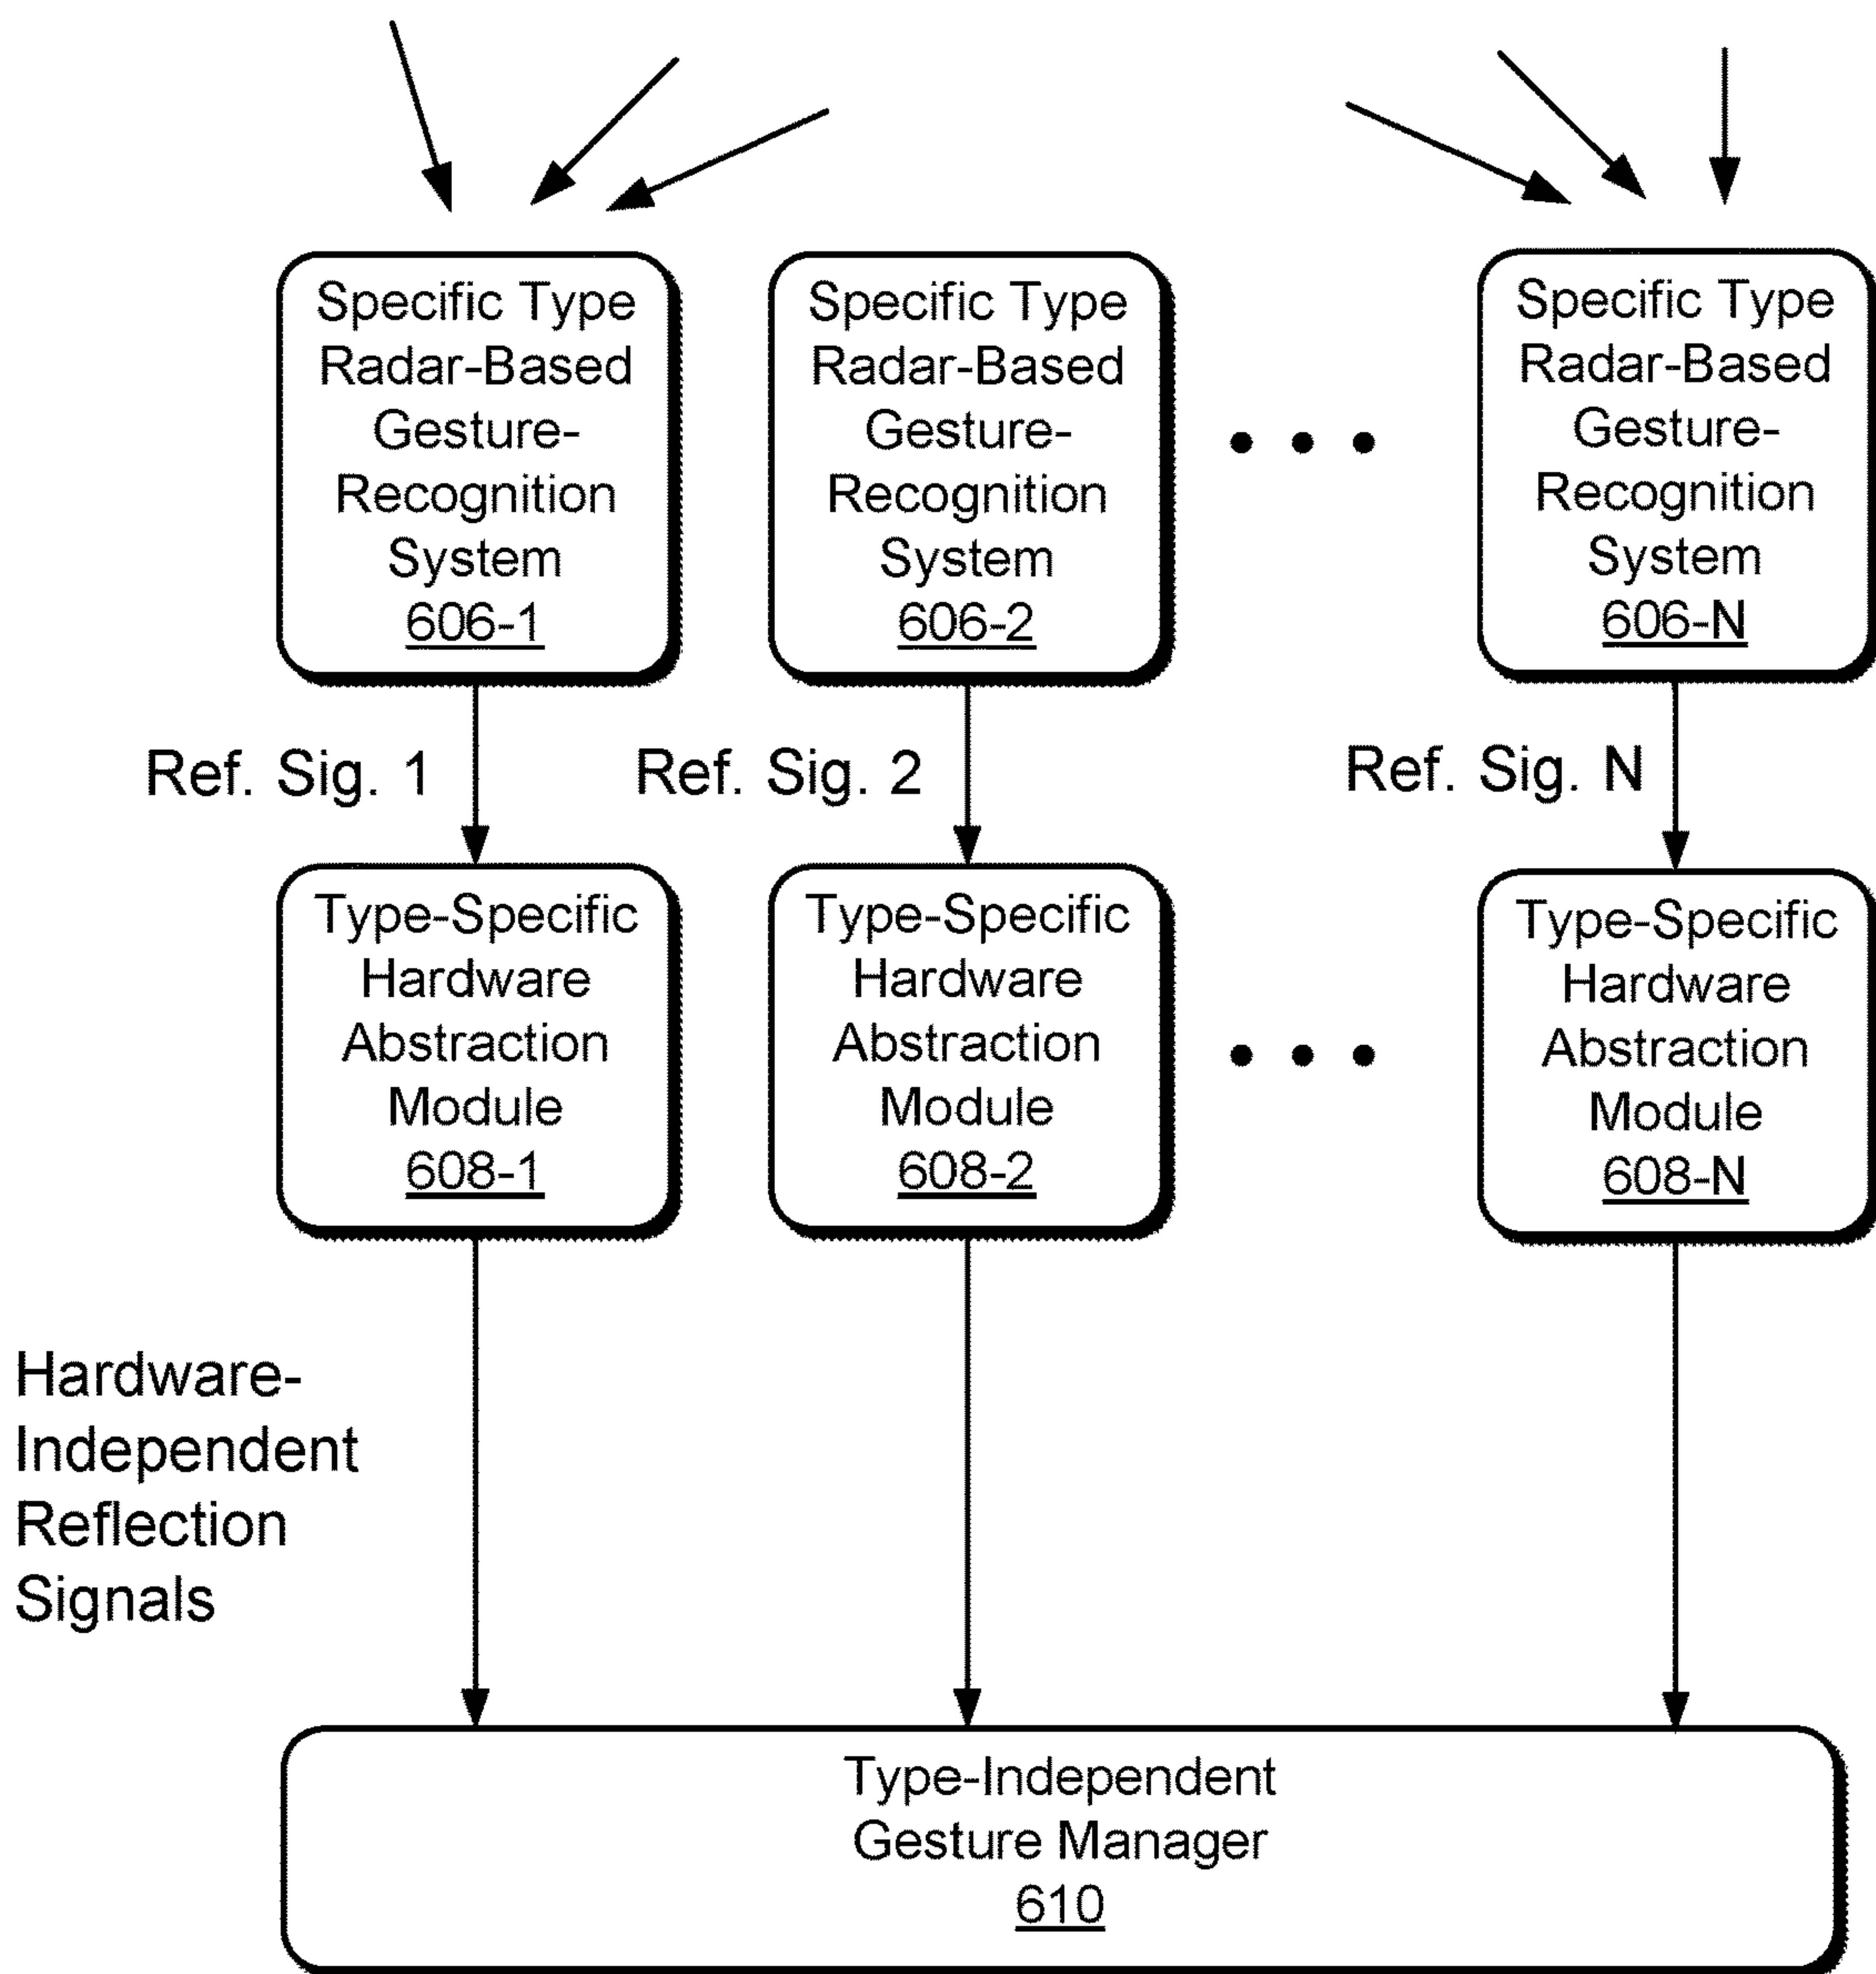 Specific Type
Radar-Based
Gesture-
Recognition
System
606-1
Specific Type
Radar-Based
Gesture-
Recognition
System
606-2
Specific Type
Radar-Based
Gesture-
Recognition
System
606-N
Ref. Sig. 1
Ref. Sig. 2
Ref. Sig. N
Type-Specific
Hardware
Abstraction
Module
608-1
Type-Specific
Hardware
Abstraction
Module
608-2
Type-Specific
Hardware
Abstraction
Module
608-N
Hardware-
Independent
Reflection
Signals
Type-Independent
Gesture Manager
610